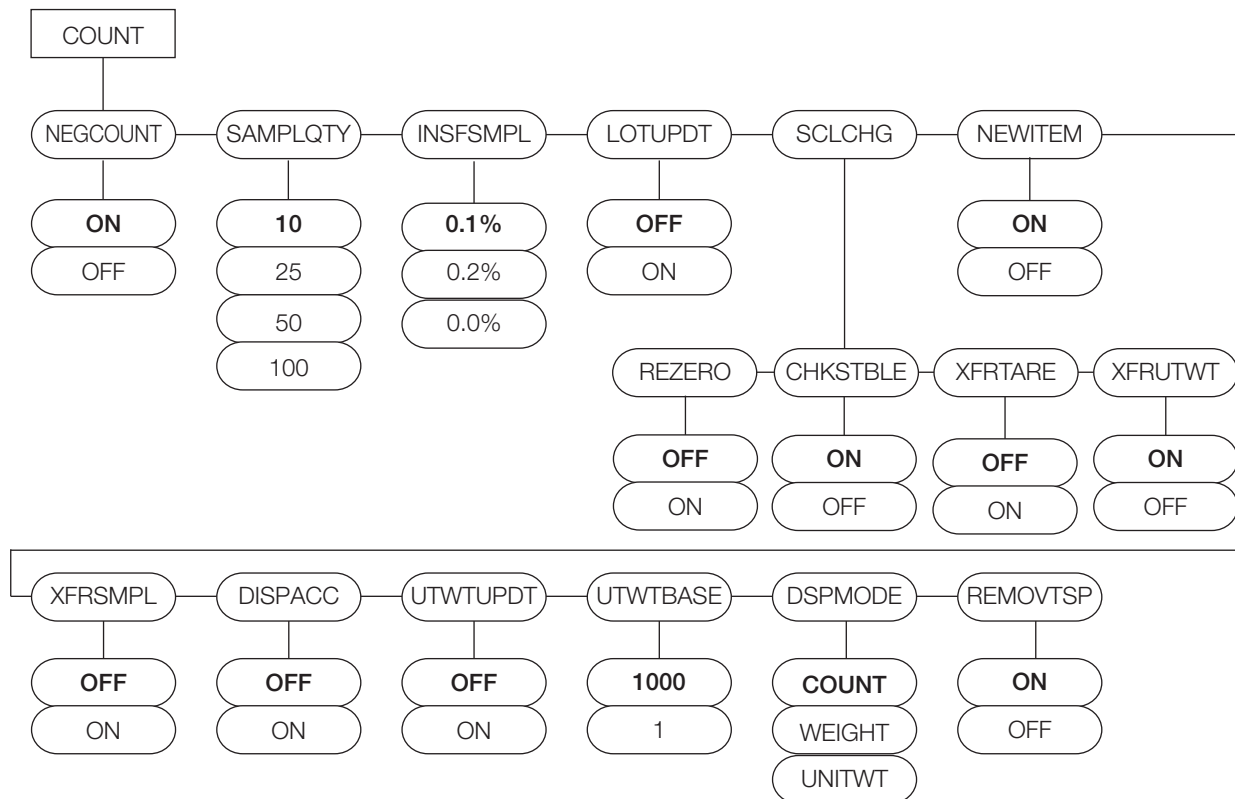 COUNT
NEGCOUNT SAMPLQTY INSFSMPL LOTUPDT SCLCHG NEWITEM
ON 10 0.1% OFF ON
OFF 25 0.2% ON OFF
50 0.0%
100
REZERO CHKSTBLE XFRTARE XFRUTWT
OFF ON OFF ON
ON OFF ON OFF
XFRSMPL DISPACC UTWTUPDT UTWTBASE DSPMODE REMOVTSP
OFF OFF OFF 1000 COUNT ON
ON ON ON 1 WEIGHT OFF
UNITWT